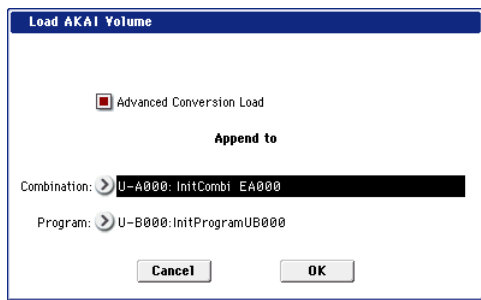 Load AKAI Volume
Advanced Conversion Load
Append to
Combination: U-A000: InitCombi EA000
Program: U-B000:InitProgramUB000
Cancel OK